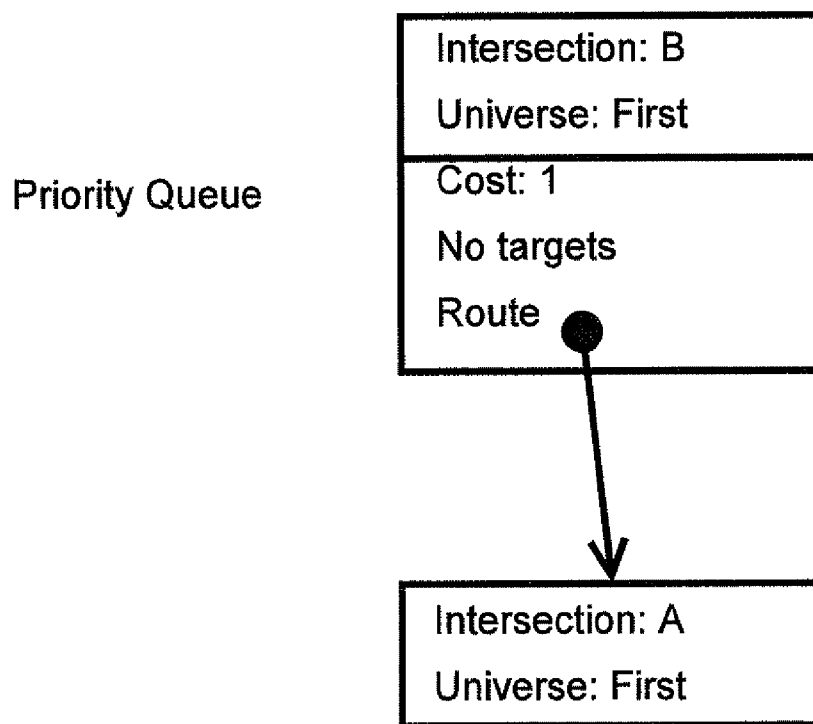 Intersection: B
Universe: First
Priority Queue
Cost: 1
No targets
Route
Intersection: A
Universe: First